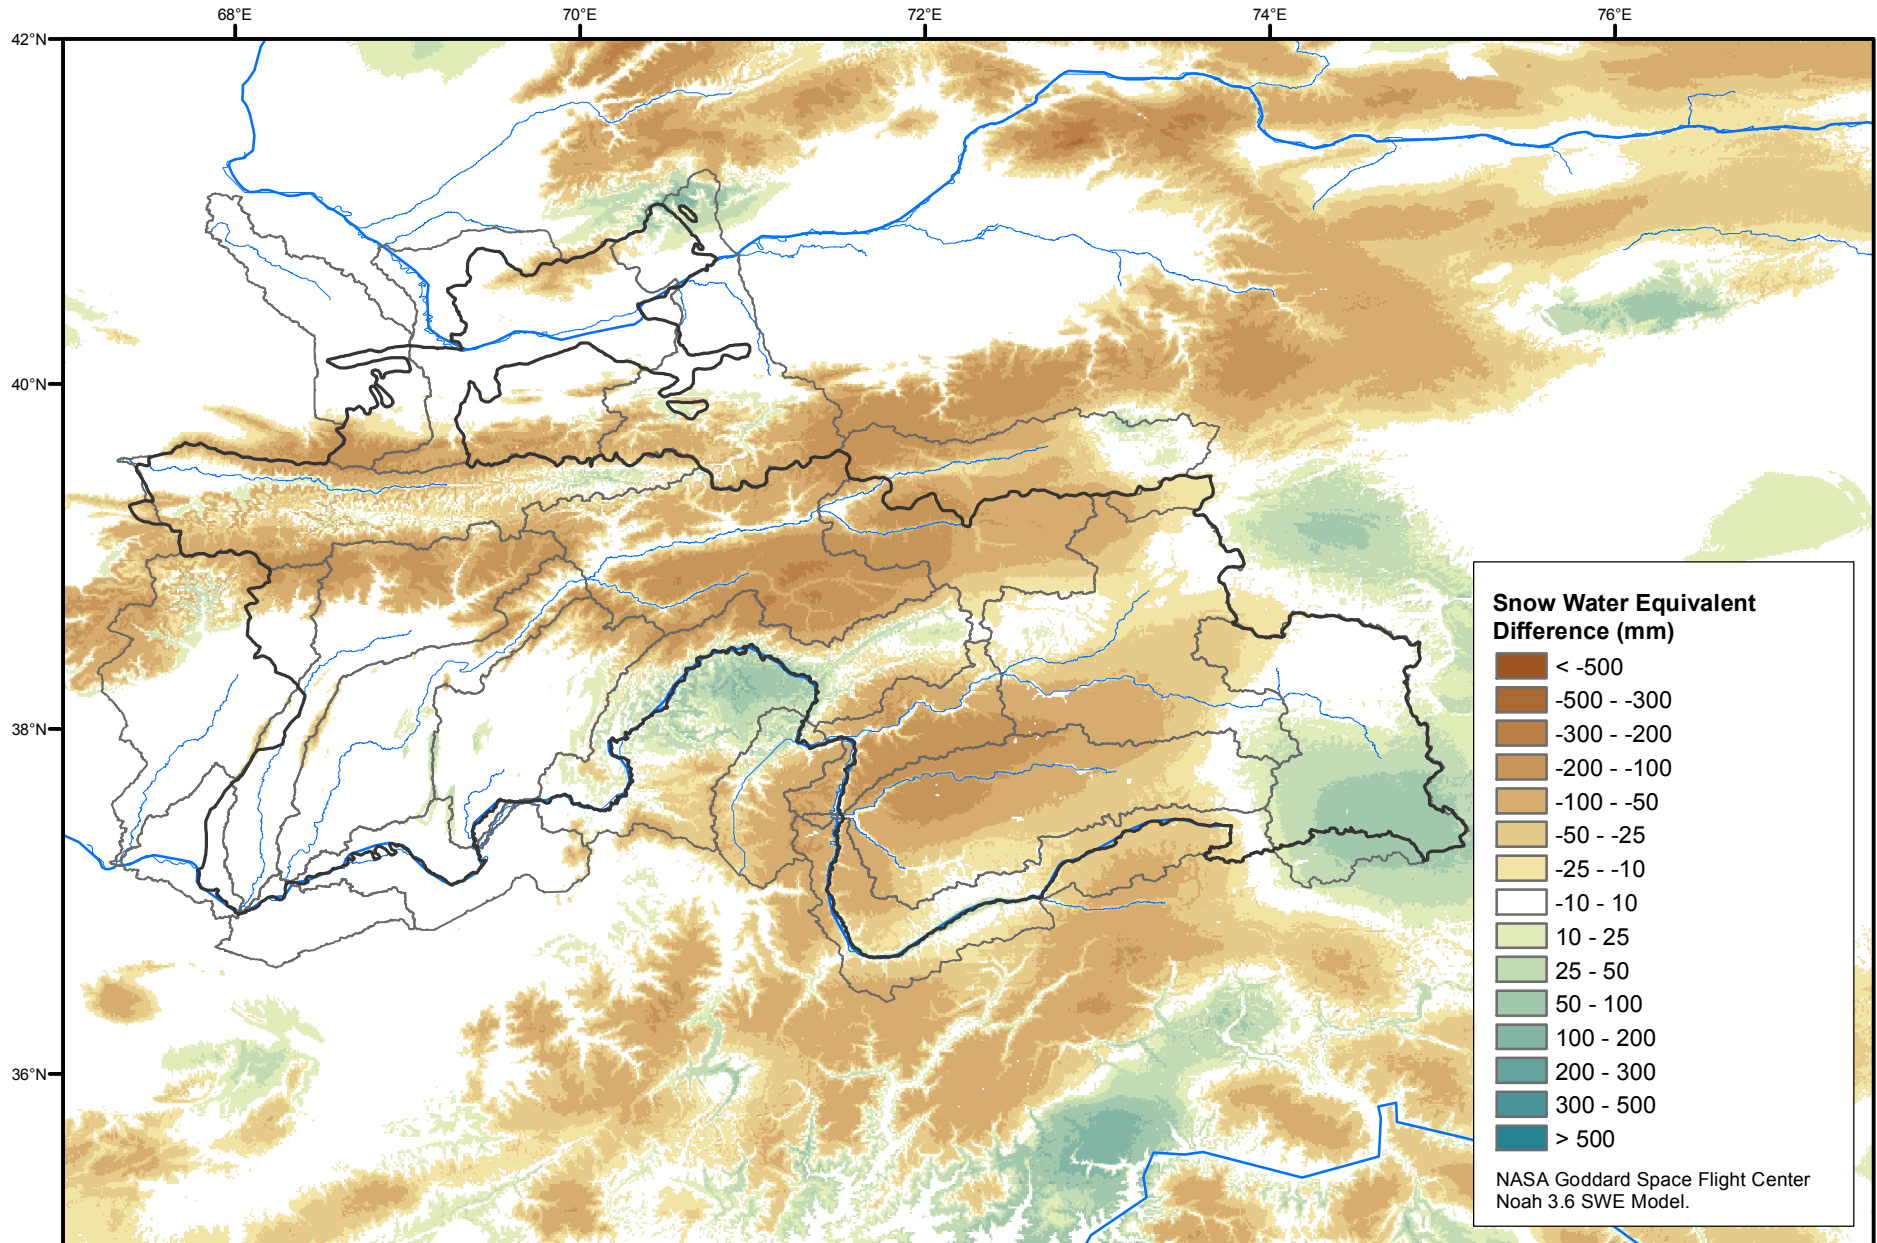 68°E 70°E 72°E 74°E 76°E
42°N
40°N
38°N
36°N
Snow Water Equivalent
Difference (mm)
< -500
-500 - -300
-300 - -200
-200 - -100
-100 - -50
-50 - -25
-25 - -10
-10 - 10
10 - 25
25 - 50
50 - 100
100 - 200
200 - 300
300 - 500
> 500
NASA Goddard Space Flight Center
Noah 3.6 SWE Model.